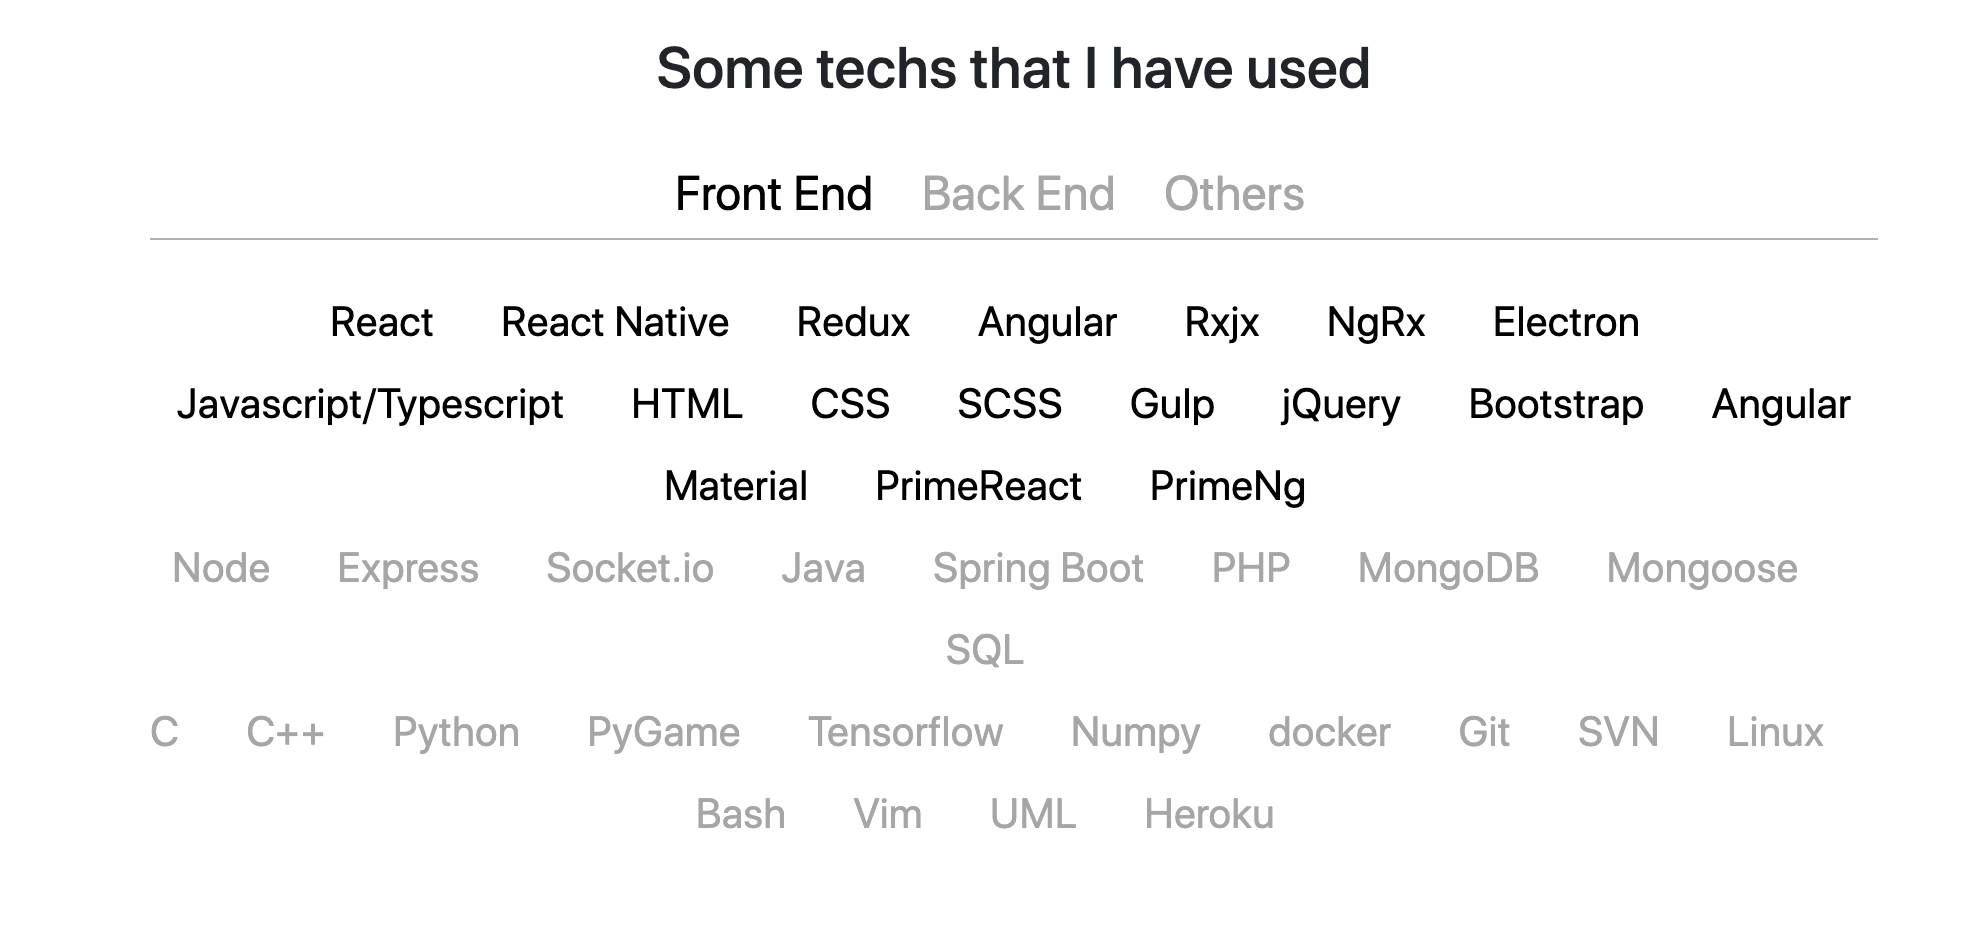 Some techs that I have used
Front End Back End Others
React React Native Redux Angular Rxjx NgRx Electron
Javascript/Typescript HTML CSS SCSS Gulp jQuery Bootstrap Angular
Material PrimeReact PrimeNg
Node Express Socket.io Java Spring Boot PHP MongoDB Mongoose
SQL
C C++ Python PyGame Tensorflow Numpy docker Git SVN Linux
Bash Vim UML Heroku